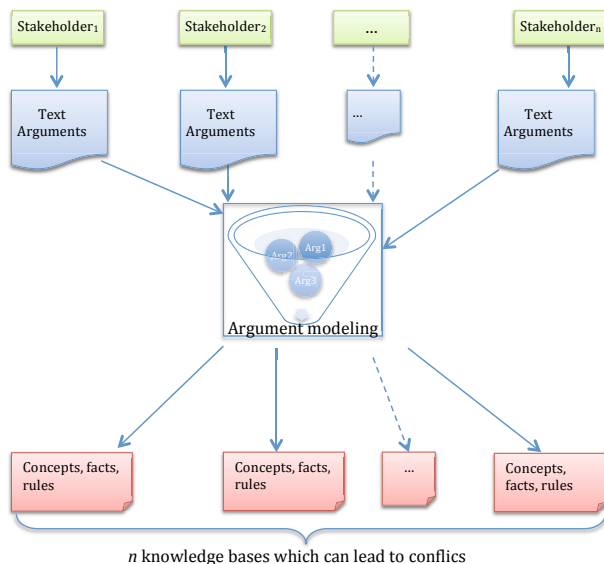 Stakeholder₁ Stakeholder₂ ... Stakeholderₙ
Text
Arguments
Text
Arguments
...
Text
Arguments
Arg2 Arg1
Arg3
Argument modeling
Concepts, facts,
rules
Concepts, facts,
rules
...
Concepts,
facts, rules
n knowledge bases which can lead to conflics